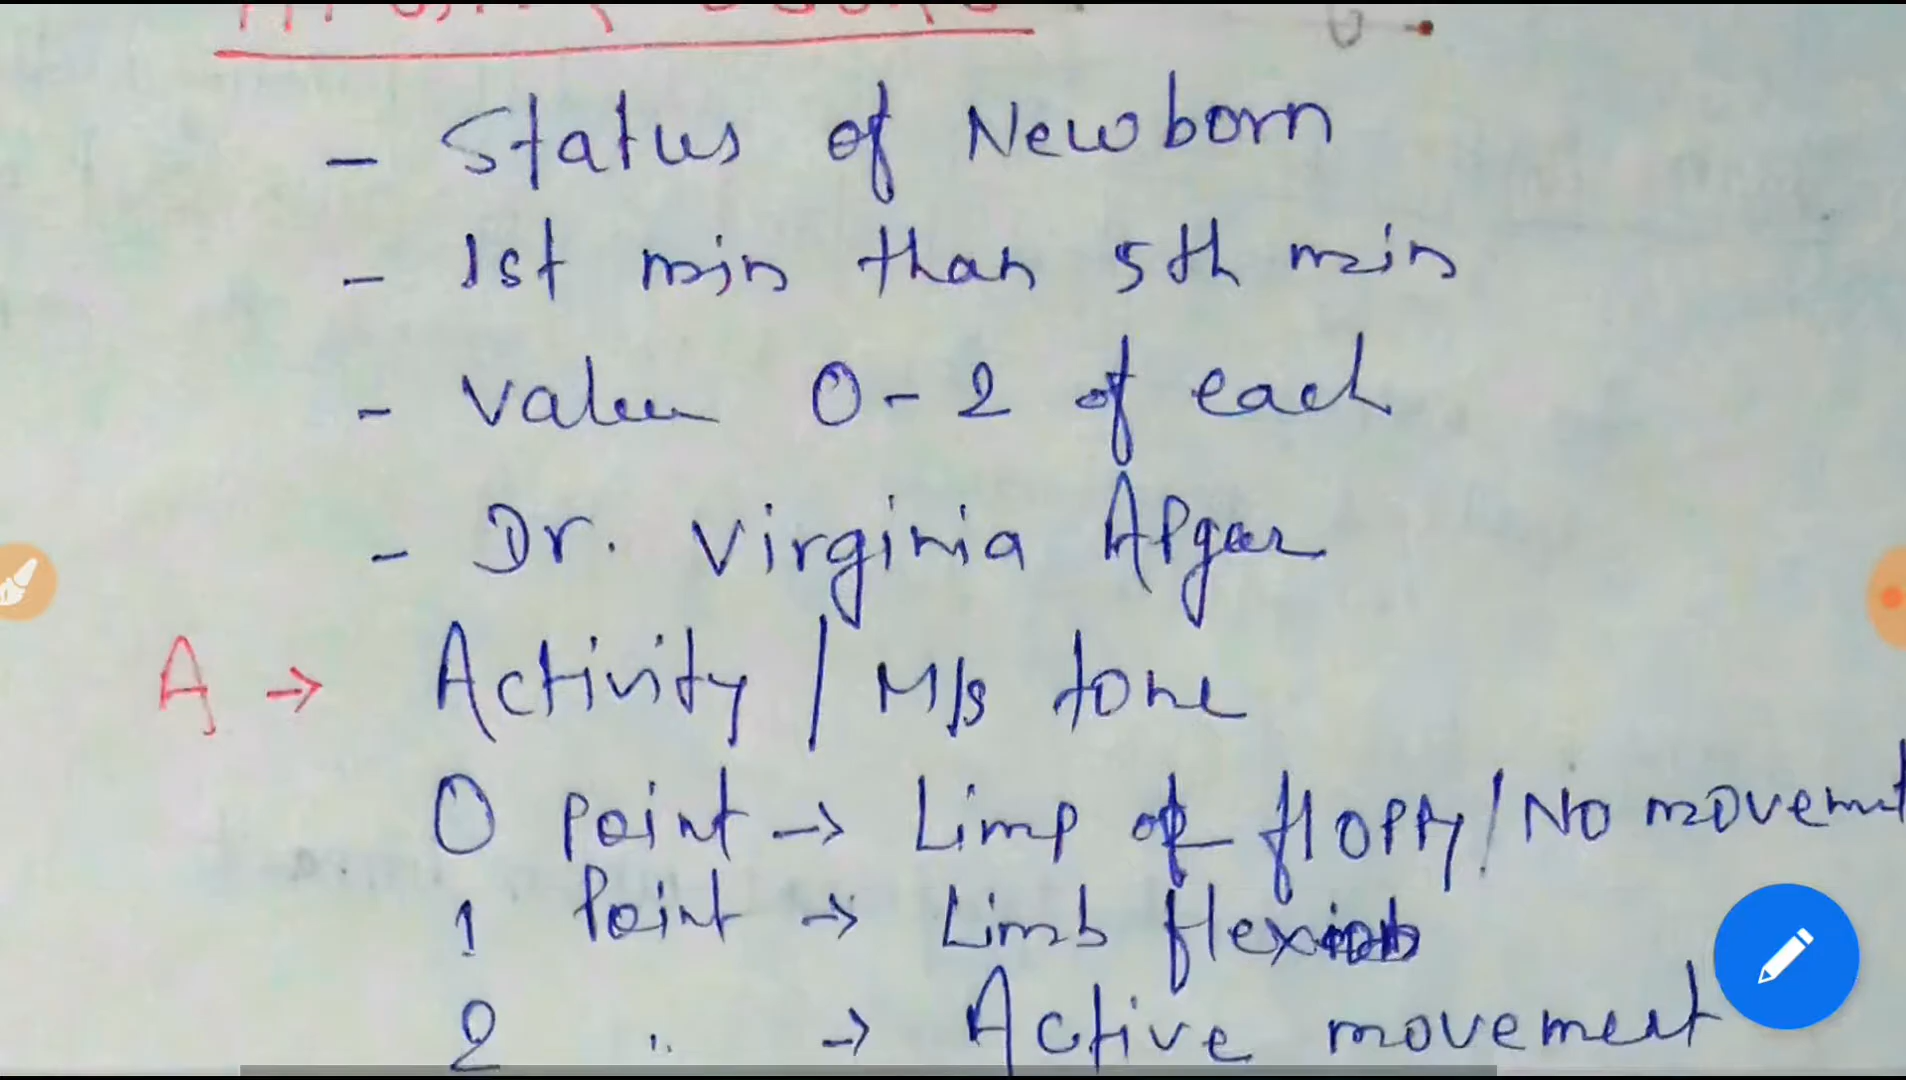 - Status of Newborn
- 1st min than 5th min
- value 0-2 of each
- Dr. Virginia Apgar
A → Activity / M/s tone
0 point → Limp of floppy / No movement
1 Point → Limb flexion
2 " → Active movement